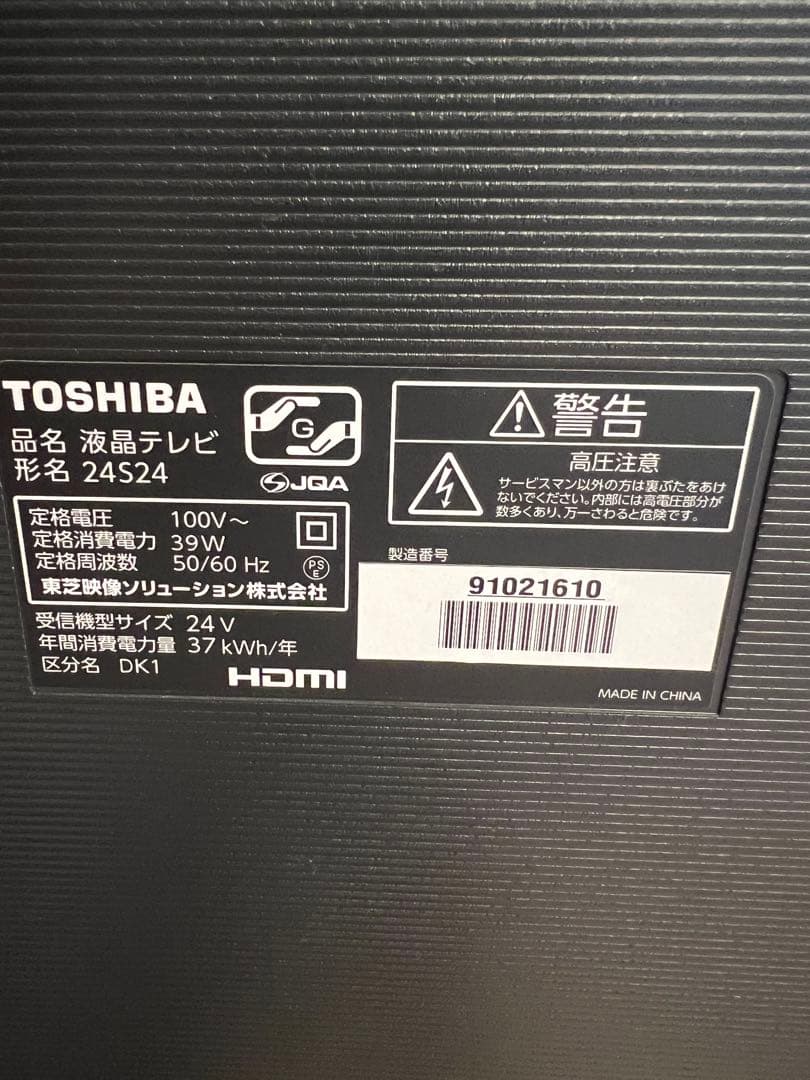 TOSHIBA
品名 液晶テレビ
形名 24S24
G
JQA
定格電圧 100V～
定格消費電力 39W
定格周波数 50/60 Hz
PS
E
東芝映像ソリューション株式会社
受信機型サイズ 24 V
年間消費電力量 37 kWh/年
区分名 DK1
HDMI
警告
高圧注意
サービスマン以外の方は裏ぶたをあけ
ないでください。内部には高電圧部分が
数多くあり、万一さわると危険です。
製造番号
91021610
MADE IN CHINA